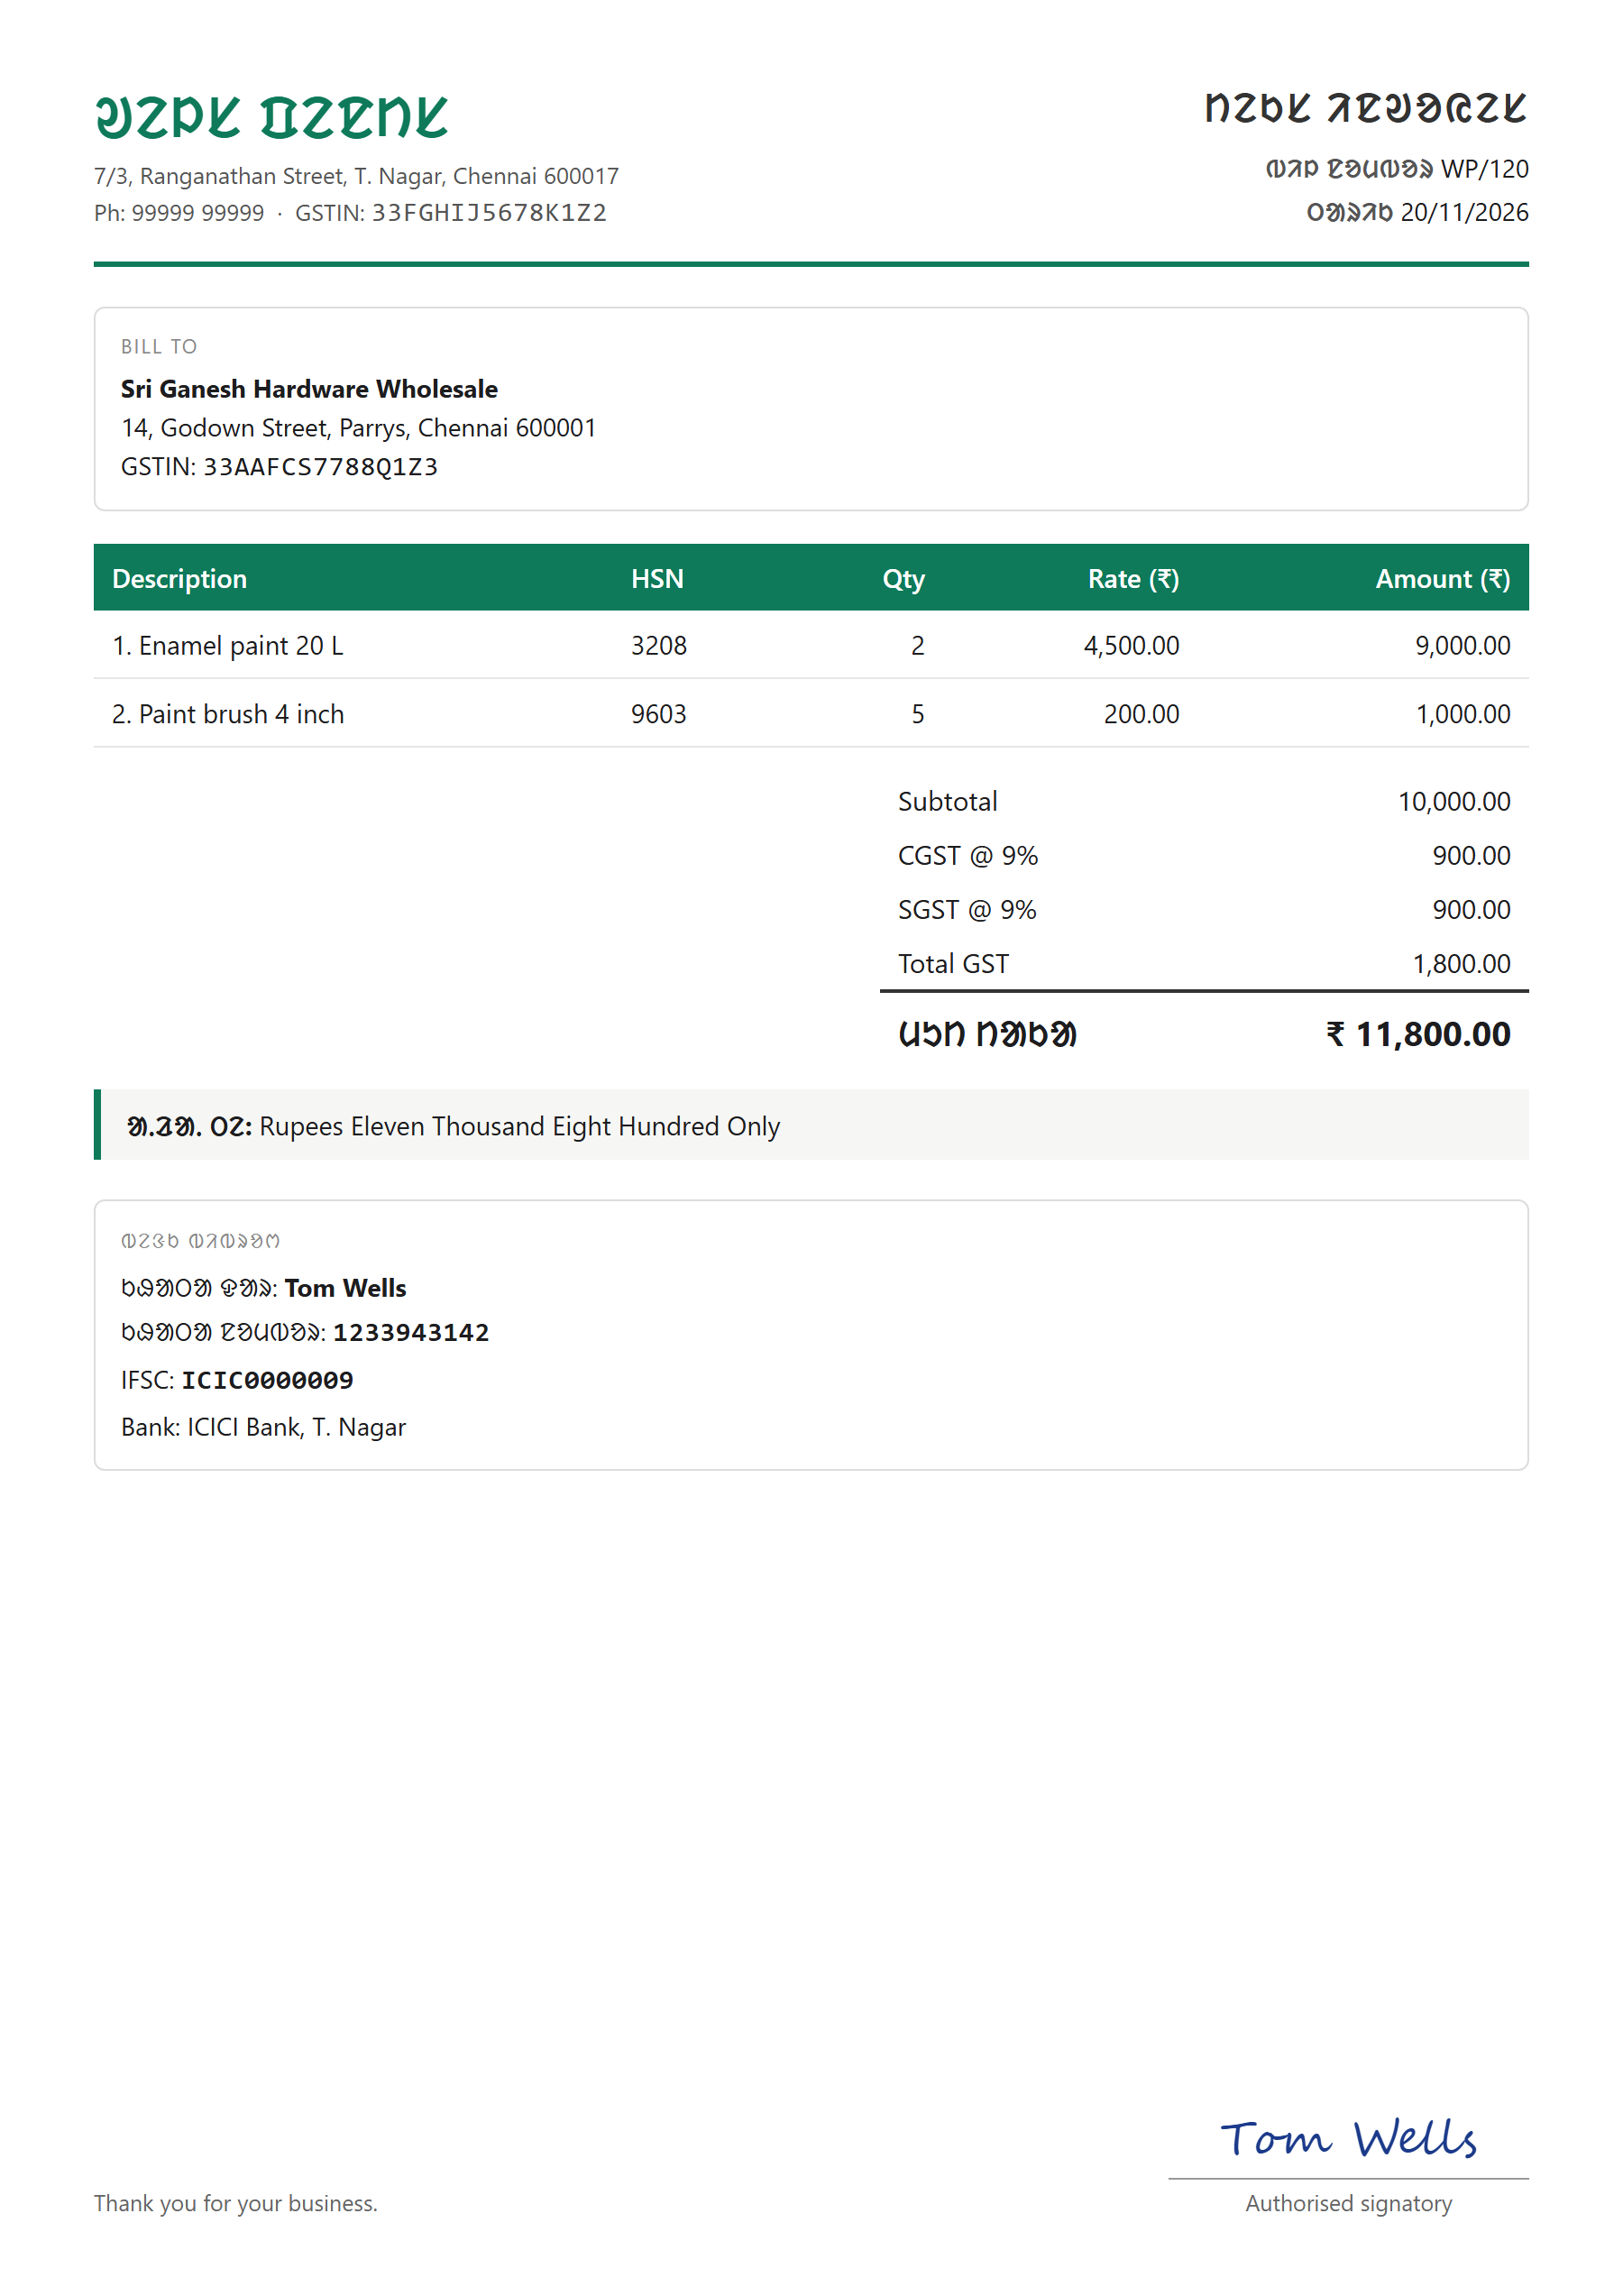 7/3, Ranganathan Street, T. Nagar, Chennai 600017
Ph: 99999 99999 · GSTIN: 33FGHIJ5678K1Z2
WP/120
20/11/2026
BILL TO
Sri Ganesh Hardware Wholesale
14, Godown Street, Parrys, Chennai 600001
GSTIN: 33AAFCS7788Q1Z3
Description HSN Qty Rate (₹) Amount (₹)
1. Enamel paint 20 L 3208 2 4,500.00 9,000.00
2. Paint brush 4 inch 9603 5 200.00 1,000.00
Subtotal 10,000.00
CGST @ 9% 900.00
SGST @ 9% 900.00
Total GST 1,800.00
₹ 11,800.00
Rupees Eleven Thousand Eight Hundred Only
Tom Wells
1233943142
IFSC: ICIC0000009
Bank: ICICI Bank, T. Nagar
Tom Wells
Thank you for your business.
Authorised signatory